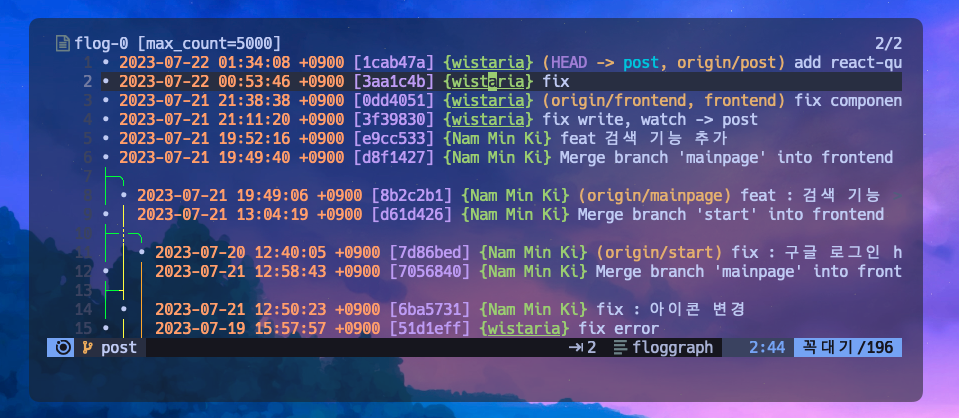 flog-0 [max_count=5000] 2/2
1 • 2023-07-22 01:34:08 +0900 [1cab47a] {wistaria} (HEAD -> post, origin/post) add react-qu
2 • 2023-07-22 00:53:46 +0900 [3aa1c4b] {wistaria} fix
3 • 2023-07-21 21:38:38 +0900 [0dd4051] {wistaria} (origin/frontend, frontend) fix componen
4 • 2023-07-21 21:11:20 +0900 [3f39830] {wistaria} fix write, watch -> post
5 • 2023-07-21 19:52:16 +0900 [e9cc533] {Nam Min Ki} feat 검색 기능 추가
6 • 2023-07-21 19:49:40 +0900 [d8f1427] {Nam Min Ki} Merge branch 'mainpage' into frontend
7
8 • 2023-07-21 19:49:06 +0900 [8b2c2b1] {Nam Min Ki} (origin/mainpage) feat : 검색 기능
9 • 2023-07-21 13:04:19 +0900 [d61d426] {Nam Min Ki} Merge branch 'start' into frontend
10
11 • 2023-07-20 12:40:05 +0900 [7d86bed] {Nam Min Ki} (origin/start) fix : 구글 로그인 h
12 • 2023-07-21 12:58:43 +0900 [7056840] {Nam Min Ki} Merge branch 'mainpage' into front
13
14 • 2023-07-21 12:50:23 +0900 [6ba5731] {Nam Min Ki} fix : 아이콘 변경
15 • 2023-07-19 15:57:57 +0900 [51d1eff] {wistaria} fix error
post 2 floggraph 2:44 꼭대기/196